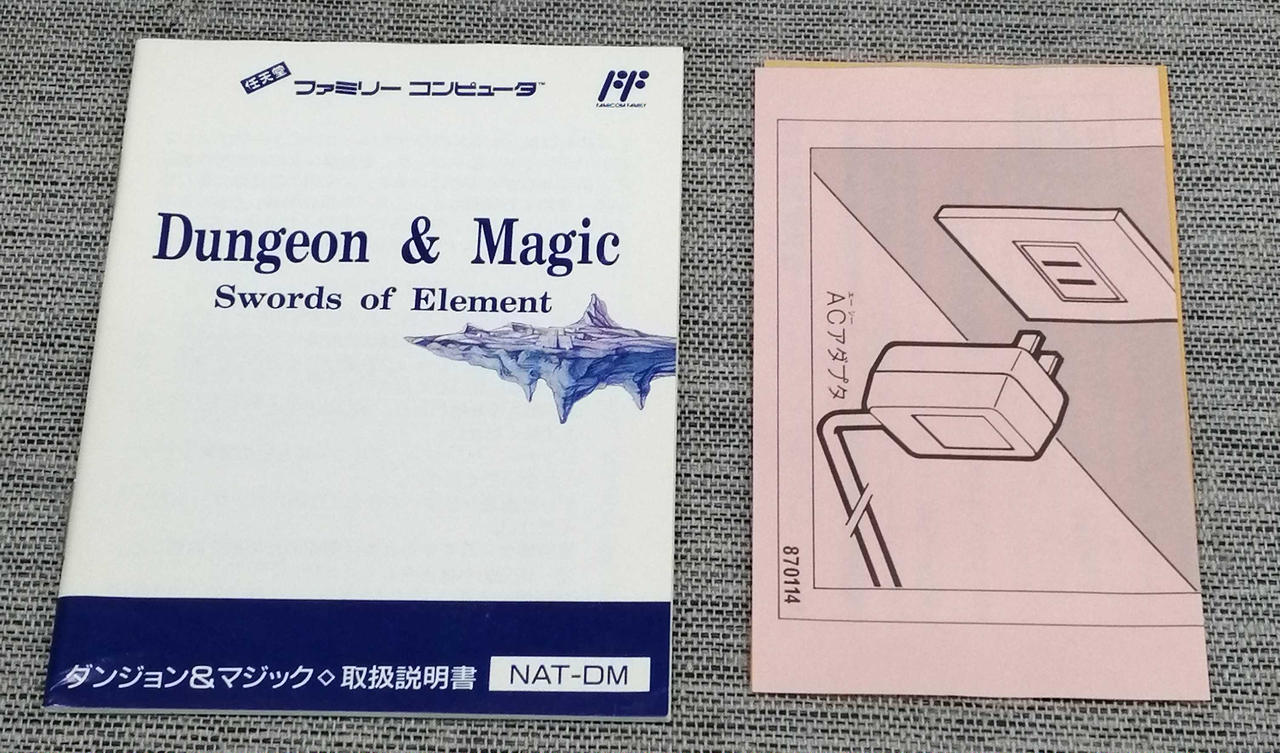 任天堂 ファミリー コンピュータ™
FAMICOM FAMILY
Dungeon & Magic
Swords of Element
ダンジョン&マジック◇取扱説明書 NAT-DM
エーシー
ACアダプタ
870114